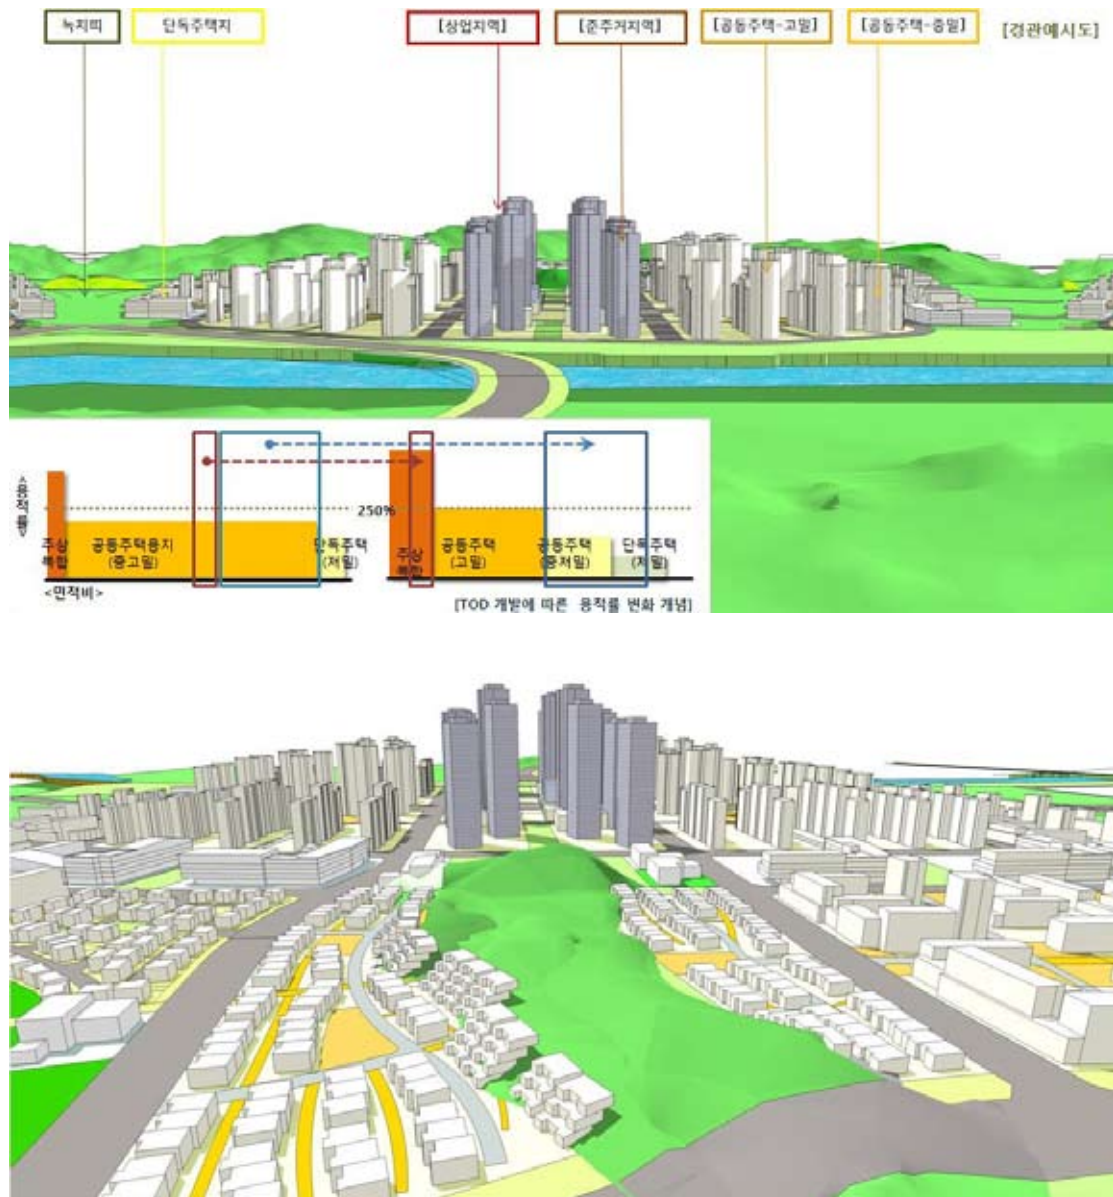 녹지띠
단독주택지
[상업지역]
[준주거지역]
[공동주택-고밀]
[공동주택-중밀]
[경관예시도]
<용적률>
250%
주상
복합
공동주택용지
(중고밀)
단독주택
(저밀)
주상
복합
공동주택
(고밀)
공동주택
(중저밀)
단독주택
(저밀)
<면적비>
[TOD 개발에 따른 용적률 변화 개념]